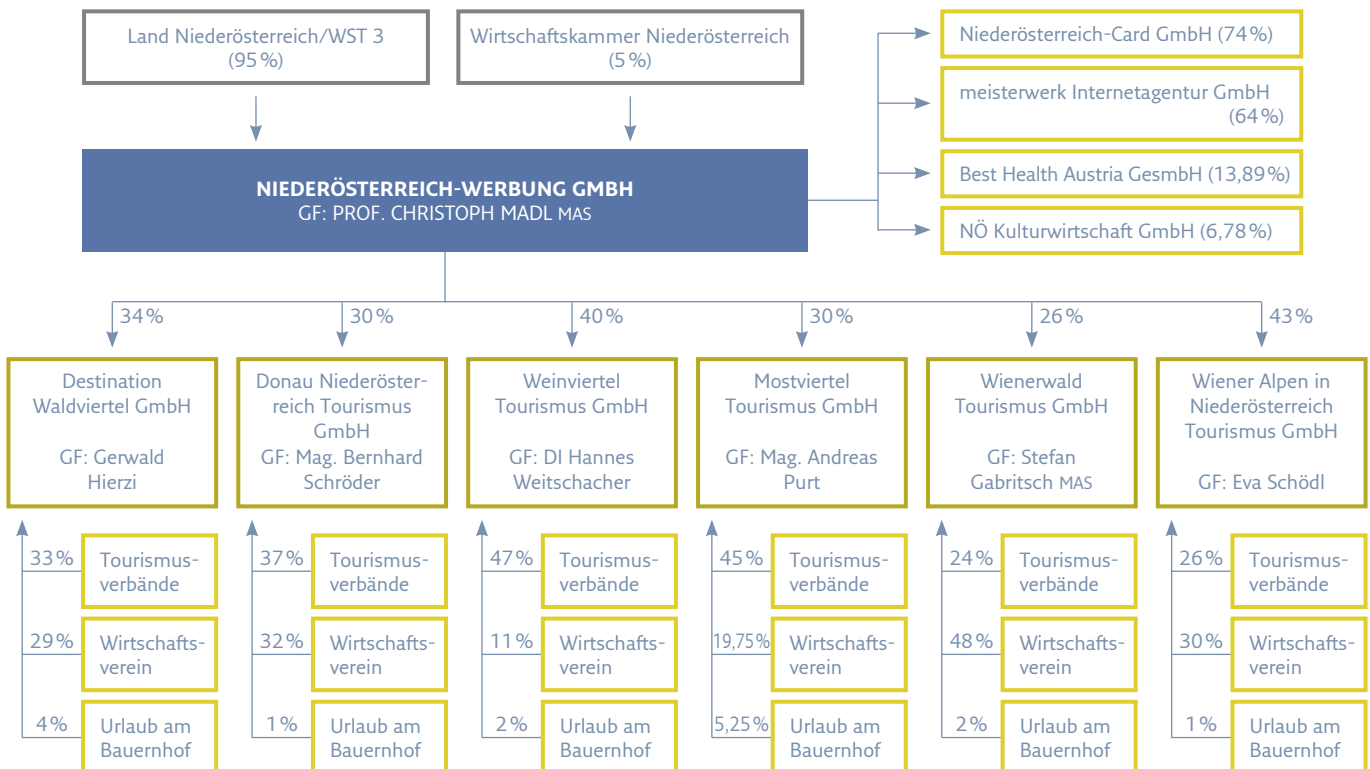 Land Niederösterreich/WST 3
(95 %)
Wirtschaftskammer Niederösterreich
(5 %)
Niederösterreich-Card GmbH (74 %)
meisterwerk Internetagentur GmbH
(64 %)
Best Health Austria GesmbH (13,89 %)
NÖ Kulturwirtschaft GmbH (6,78 %)
NIEDERÖSTERREICH-WERBUNG GMBH
GF: PROF. CHRISTOPH MADL MAS
34 %
30 %
40 %
30 %
26 %
43 %
Destination
Waldviertel GmbH
GF: Gerwald
Hierzi
Donau Niederöster-
reich Tourismus
GmbH
GF: Mag. Bernhard
Schröder
Weinviertel
Tourismus GmbH
GF: DI Hannes
Weitschacher
Mostviertel
Tourismus GmbH
GF: Mag. Andreas
Purt
Wienerwald
Tourismus GmbH
GF: Stefan
Gabritsch MAS
Wiener Alpen in
Niederösterreich
Tourismus GmbH
GF: Eva Schödl
33 %
Tourismus-
verbände
29 %
Wirtschafts-
verein
4 %
Urlaub am
Bauernhof
37 %
Tourismus-
verbände
32 %
Wirtschafts-
verein
1 %
Urlaub am
Bauernhof
47 %
Tourismus-
verbände
11 %
Wirtschafts-
verein
2 %
Urlaub am
Bauernhof
45 %
Tourismus-
verbände
19,75 %
Wirtschafts-
verein
5,25 %
Urlaub am
Bauernhof
24 %
Tourismus-
verbände
48 %
Wirtschafts-
verein
2 %
Urlaub am
Bauernhof
26 %
Tourismus-
verbände
30 %
Wirtschafts-
verein
1 %
Urlaub am
Bauernhof